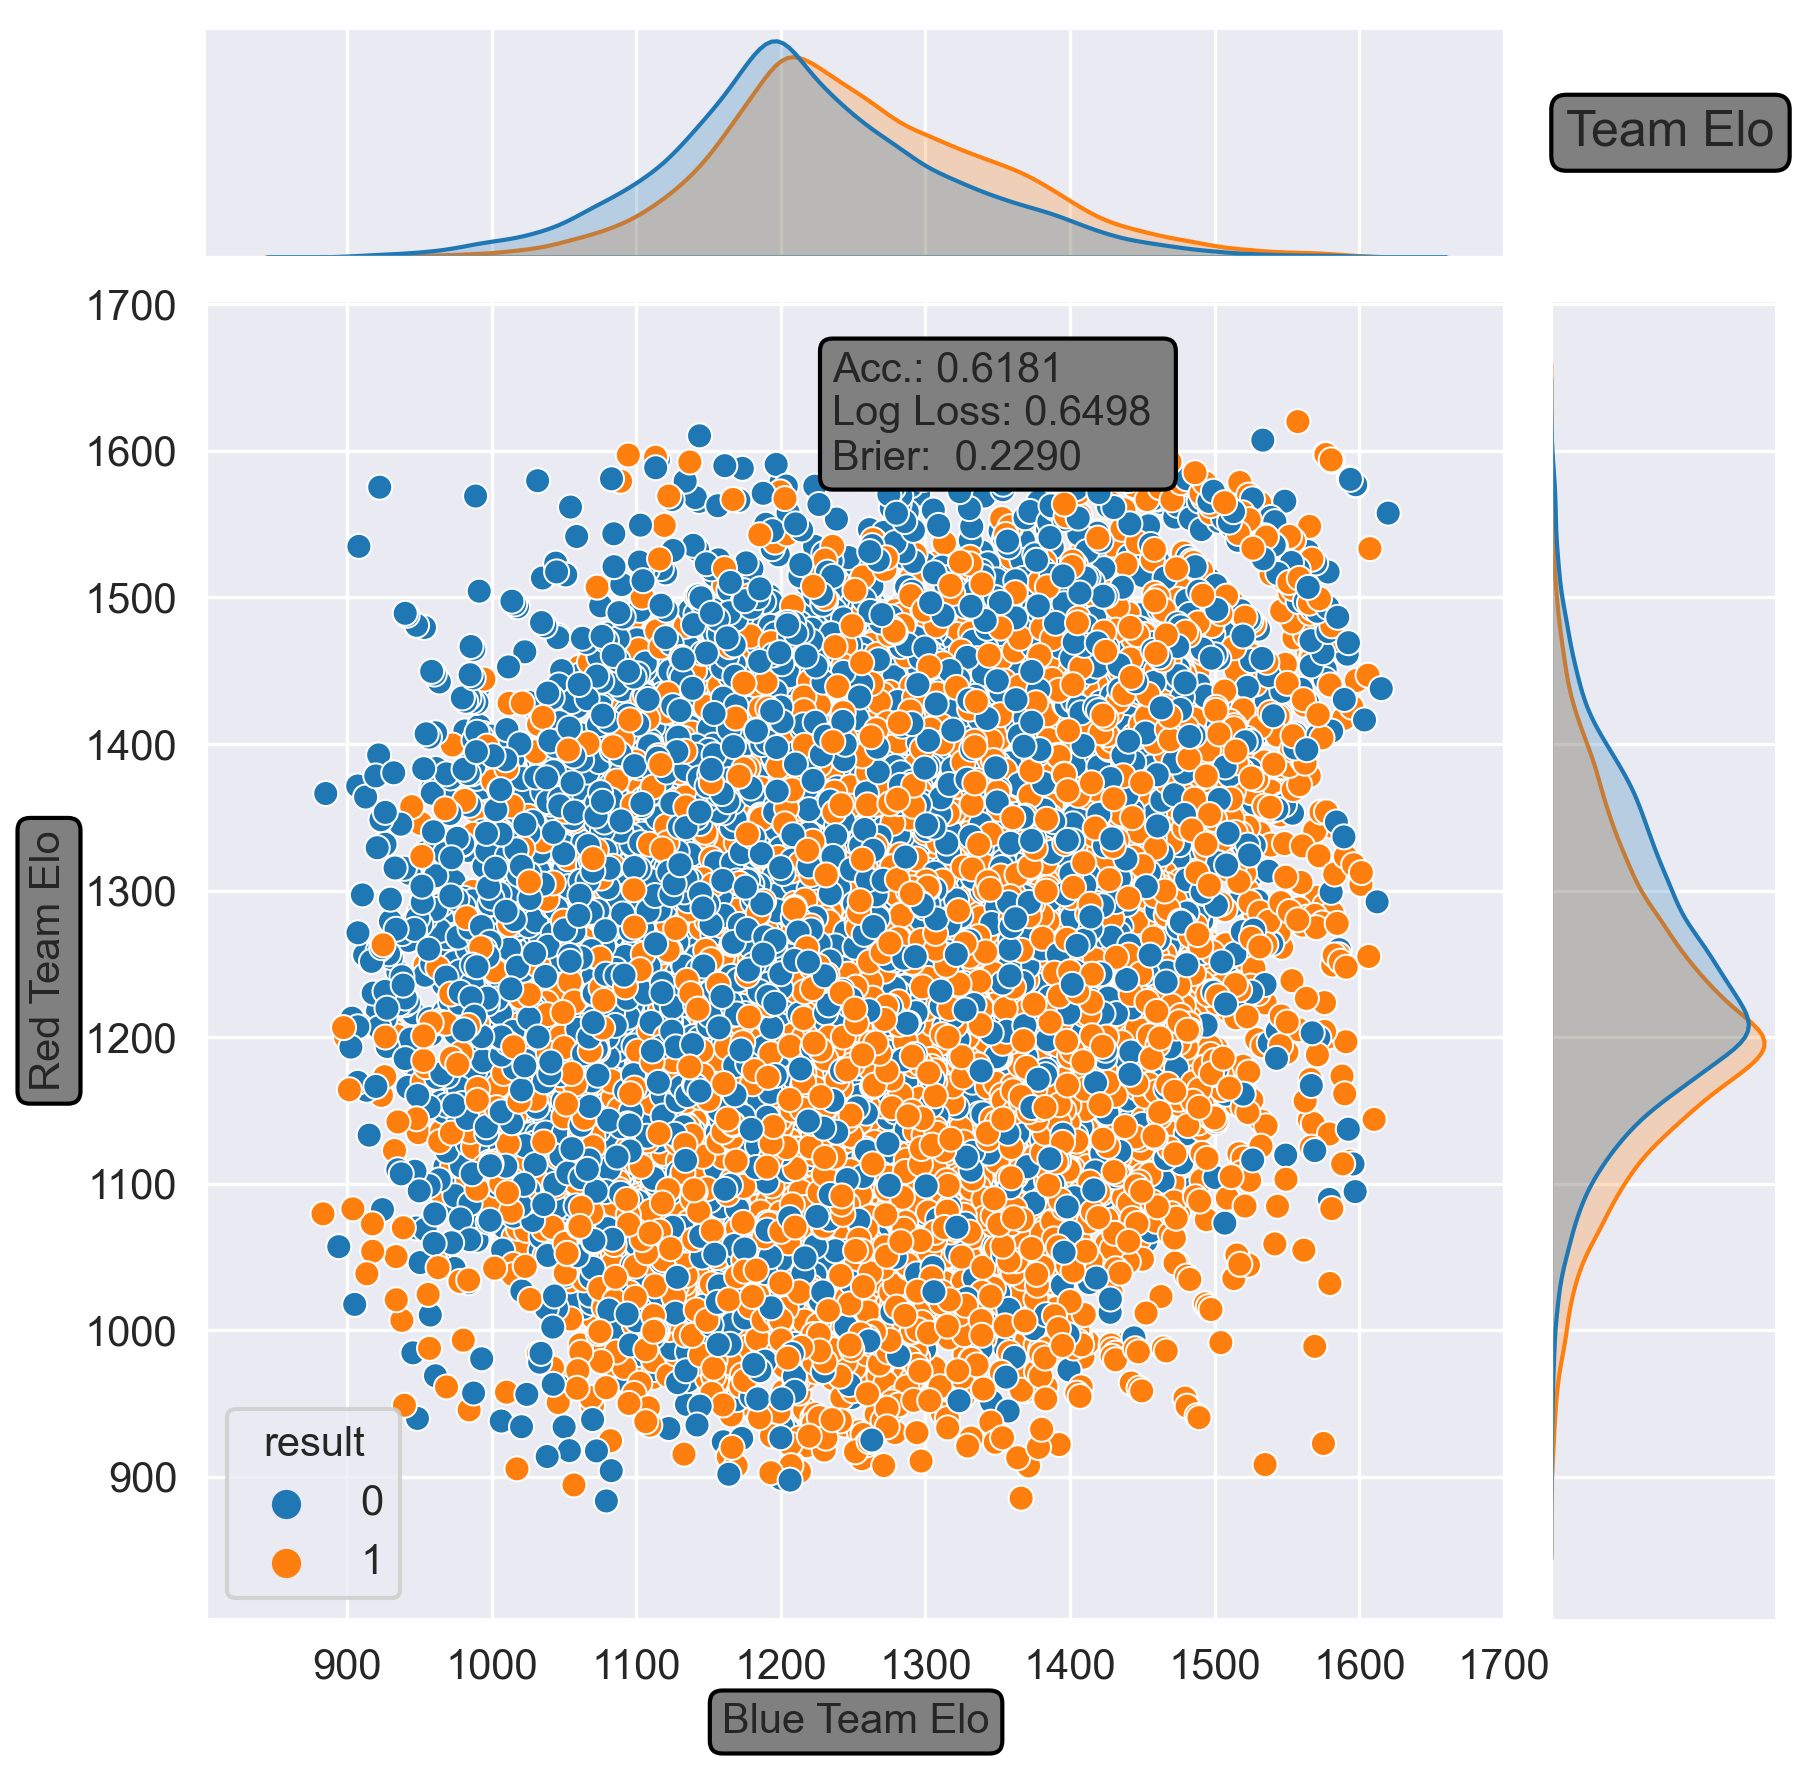 Team Elo
1700
1600
1500
1400
1300
1200
1100
1000
900
Red Team Elo
Acc.: 0.6181
Log Loss: 0.6498
Brier:  0.2290
result
0
1
900 1000 1100 1200 1300 1400 1500 1600 1700
Blue Team Elo